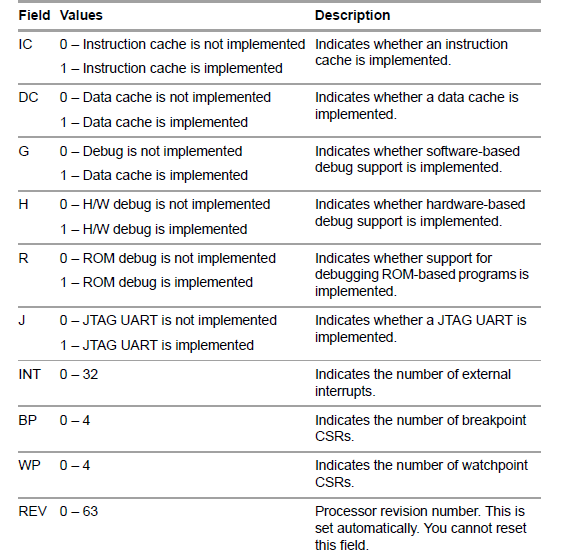 Field Values Description
IC 0 – Instruction cache is not implemented Indicates whether an instruction
cache is implemented.
1 – Instruction cache is implemented
DC 0 – Data cache is not implemented Indicates whether a data cache is
implemented.
1 – Data cache is implemented
G 0 – Debug is not implemented Indicates whether software-based
debug support is implemented.
1 – Data cache is implemented
H 0 – H/W debug is not implemented Indicates whether hardware-based
debug support is implemented.
1 – H/W debug is implemented
R 0 – ROM debug is not implemented Indicates whether support for
debugging ROM-based programs is
1 – ROM debug is implemented
implemented.
J 0 – JTAG UART is not implemented Indicates whether a JTAG UART is
implemented.
1 – JTAG UART is implemented
INT 0 – 32 Indicates the number of external
interrupts.
BP 0 – 4 Indicates the number of breakpoint
CSRs.
WP 0 – 4 Indicates the number of watchpoint
CSRs.
REV 0 – 63 Processor revision number. This is
set automatically. You cannot reset
this field.